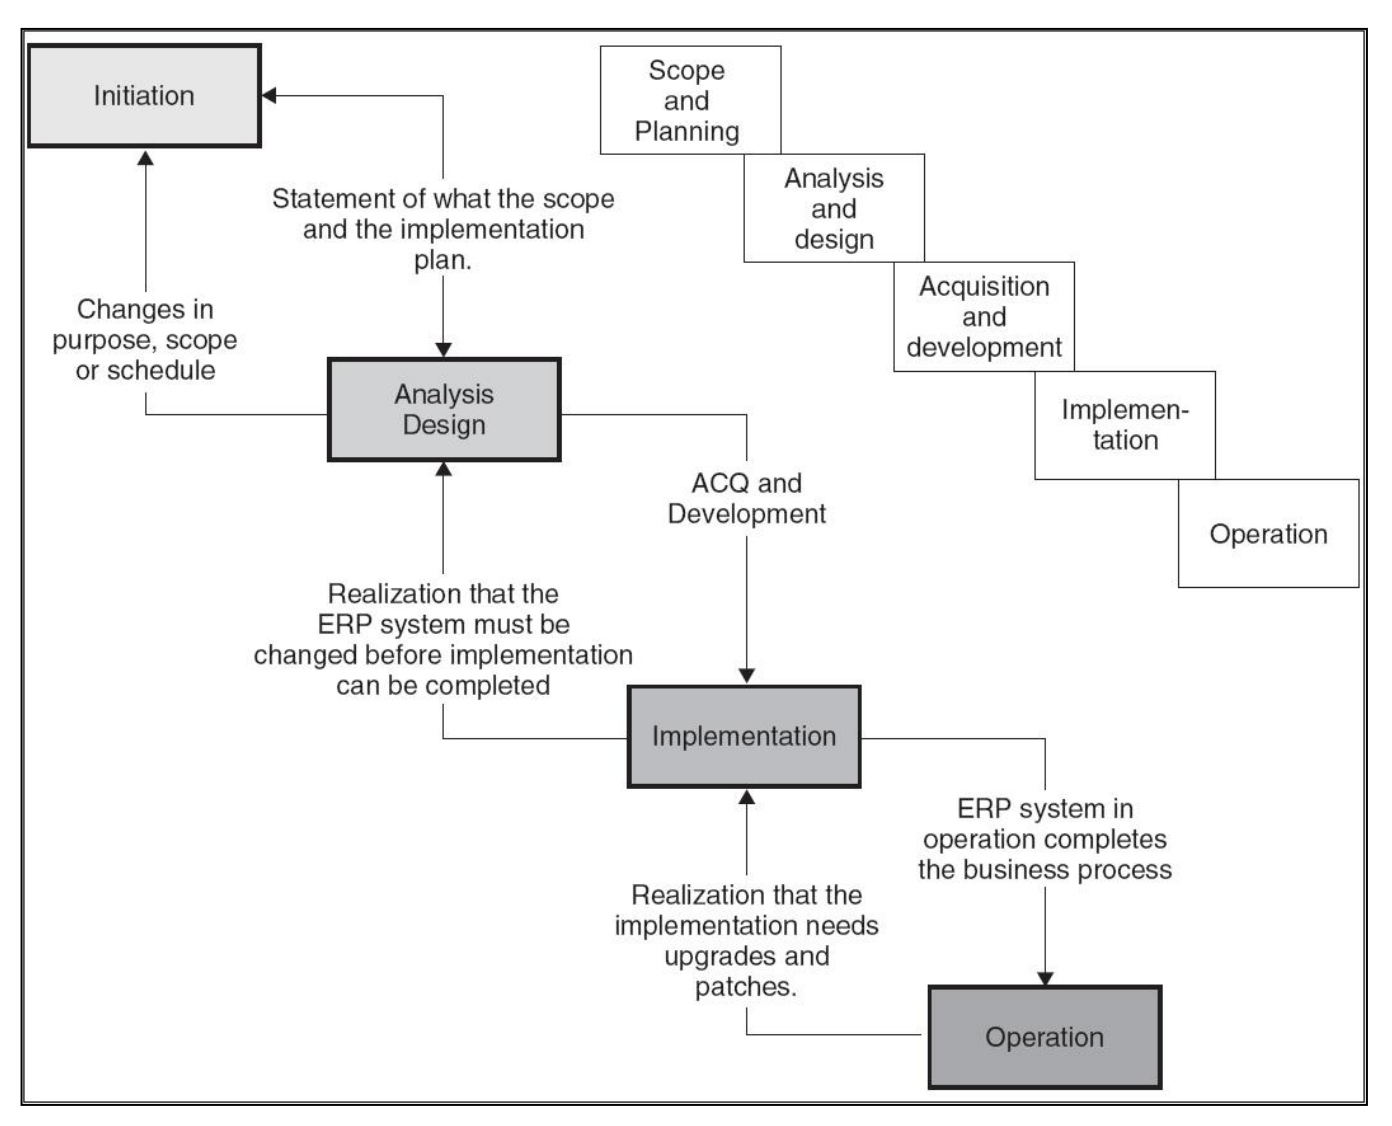 Initiation
Statement of what the scope
and the implementation
plan.
Changes in
purpose, scope
or schedule
Analysis
Design
ACQ and
Development
Realization that the
ERP system must be
changed before implementation
can be completed
Implementation
ERP system in
operation completes
the business process
Realization that the
implementation needs
upgrades and
patches.
Operation
Scope
and
Planning
Analysis
and
design
Acquisition
and
development
Implemen-
tation
Operation